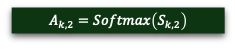 A_{k,2} = Softmax(S_{k,2})